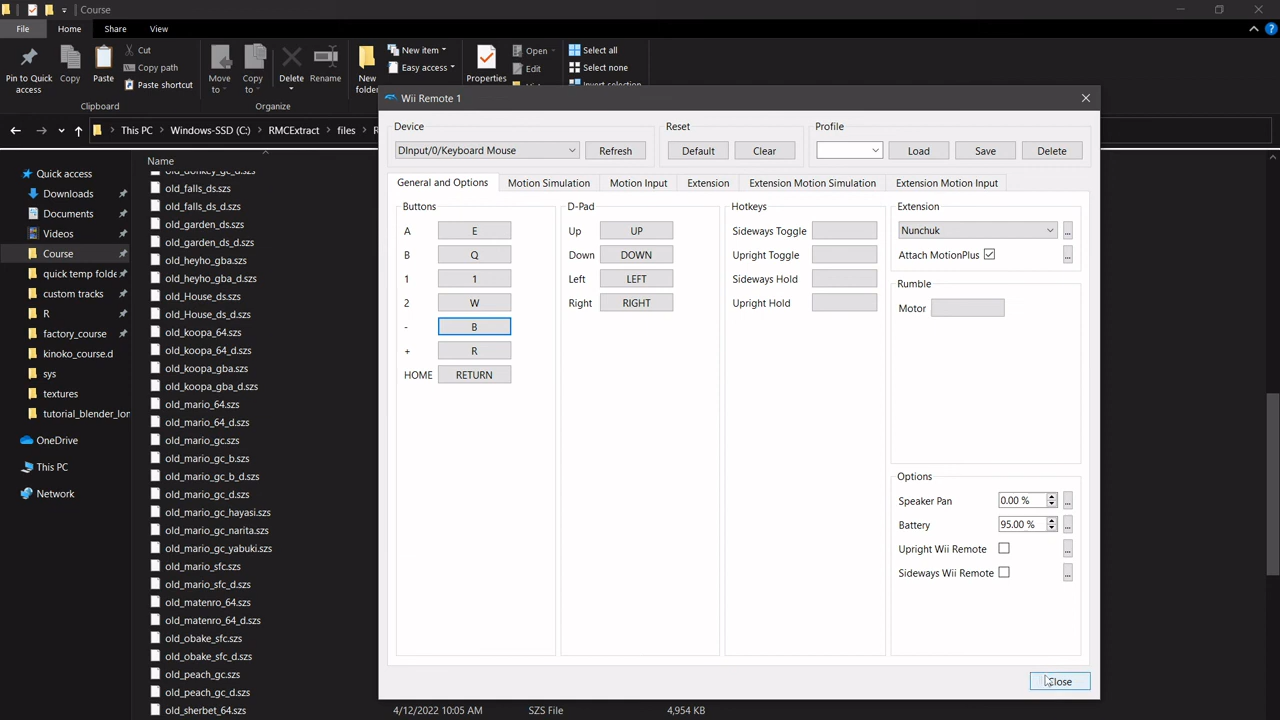 Course
File Home Share View
Pin to Quick access
Copy
Paste
Cut
Copy path
Paste shortcut
Clipboard
Move to
Copy to
Delete
Rename
Organize
New folder
New item
Easy access
Properties
Open
Edit
Select all
Select none
Invert selection
This PC Windows-SSD (C:) RMCExtract files
Name
Quick access
Downloads
Documents
Videos
Course
quick temp folde
custom tracks
R
factory_course
kinoko_course.d
sys
textures
tutorial_blender_lon
OneDrive
This PC
Network
old_donkey_gc_d.szs
old_falls_ds.szs
old_falls_ds_d.szs
old_garden_ds.szs
old_garden_ds_d.szs
old_heyho_gba.szs
old_heyho_gba_d.szs
old_House_ds.szs
old_House_ds_d.szs
old_koopa_64.szs
old_koopa_64_d.szs
old_koopa_gba.szs
old_koopa_gba_d.szs
old_mario_64.szs
old_mario_64_d.szs
old_mario_gc.szs
old_mario_gc_b.szs
old_mario_gc_b_d.szs
old_mario_gc_d.szs
old_mario_gc_hayasi.szs
old_mario_gc_narita.szs
old_mario_gc_yabuki.szs
old_mario_sfc.szs
old_mario_sfc_d.szs
old_matenro_64.szs
old_matenro_64_d.szs
old_obake_sfc.szs
old_obake_sfc_d.szs
old_peach_gc.szs
old_peach_gc_d.szs
old_sherbet_64.szs 4/12/2022 10:05 AM SZS File 4,954 KB
Wii Remote 1
Device
DInput/0/Keyboard Mouse Refresh
Reset
Default Clear
Profile
Load Save Delete
General and Options Motion Simulation Motion Input Extension Extension Motion Simulation Extension Motion Input
Buttons
A E
B Q
1 1
2 W
- B
+ R
HOME RETURN
D-Pad
Up UP
Down DOWN
Left LEFT
Right RIGHT
Hotkeys
Sideways Toggle
Upright Toggle
Sideways Hold
Upright Hold
Extension
Nunchuk ...
Attach MotionPlus ...
Rumble
Motor
Options
Speaker Pan 0.00 % ...
Battery 95.00 % ...
Upright Wii Remote ...
Sideways Wii Remote ...
Close